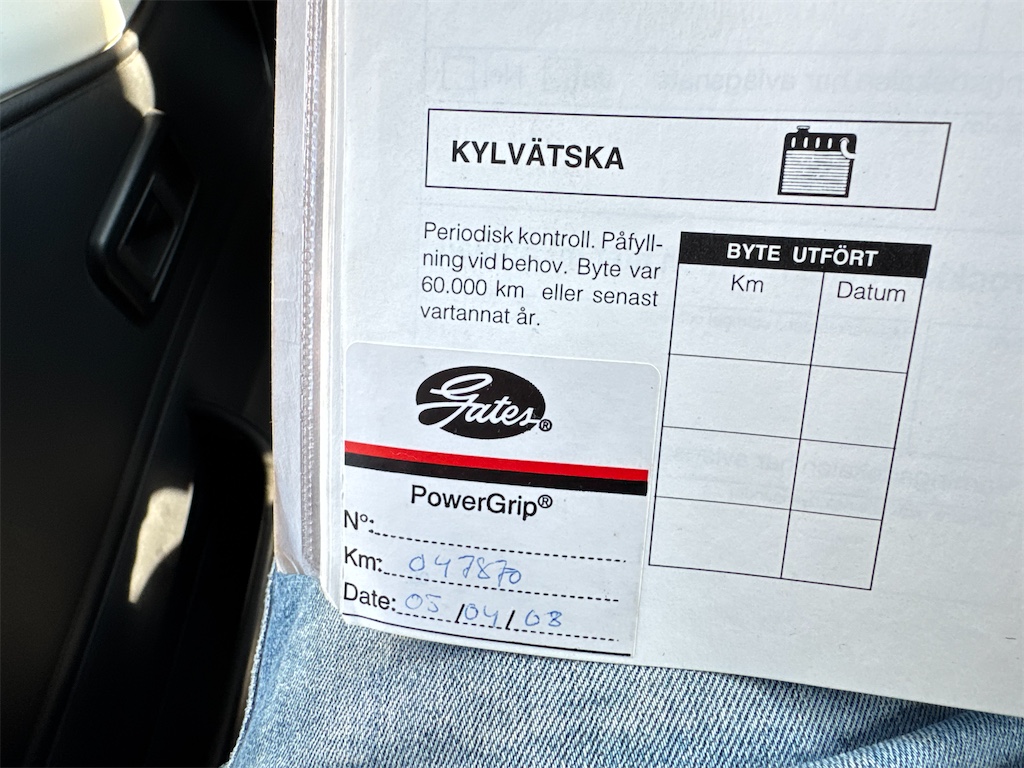 KYLVÄTSKA
Periodisk kontroll. Påfyll-
ning vid behov. Byte var
60.000 km eller senast
vartannat år.
BYTE UTFÖRT
Km Datum
Gates®
PowerGrip®
Nº:
Km: 047870
Date: 05/04/08